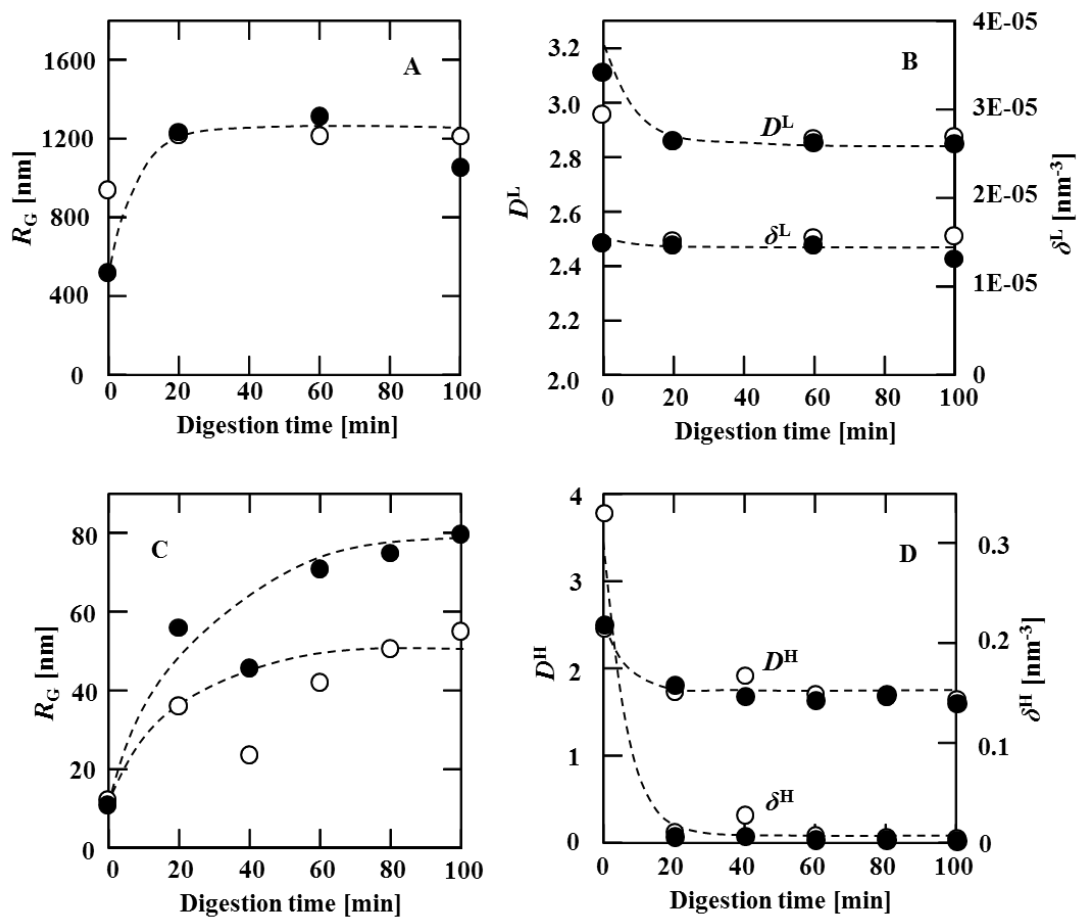 A
1600
1200
800
400
0
R_G [nm]
0 20 40 60 80 100
Digestion time [min]
B
3.2
3.0
2.8
2.6
2.4
2.2
2.0
D^L
D^L
δ^L
4E-05
3E-05
2E-05
1E-05
0
δ^L [nm^-3]
0 20 40 60 80 100
Digestion time [min]
C
80
60
40
20
0
R_G [nm]
0 20 40 60 80 100
Digestion time [min]
D
4
3
2
1
0
D^H
D^H
δ^H
0.3
0.2
0.1
0
δ^H [nm^-3]
0 20 40 60 80 100
Digestion time [min]